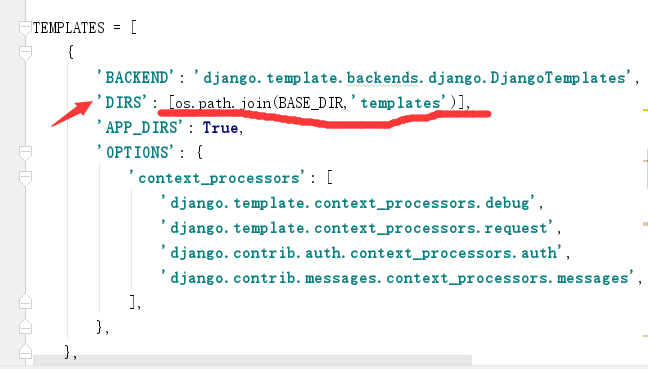 TEMPLATES = [
{
'BACKEND': 'django.template.backends.django.DjangoTemplates',
'DIRS': [os.path.join(BASE_DIR,'templates')],
'APP_DIRS': True,
'OPTIONS': {
'context_processors': [
'django.template.context_processors.debug',
'django.template.context_processors.request',
'django.contrib.auth.context_processors.auth',
'django.contrib.messages.context_processors.messages',
],
},
},